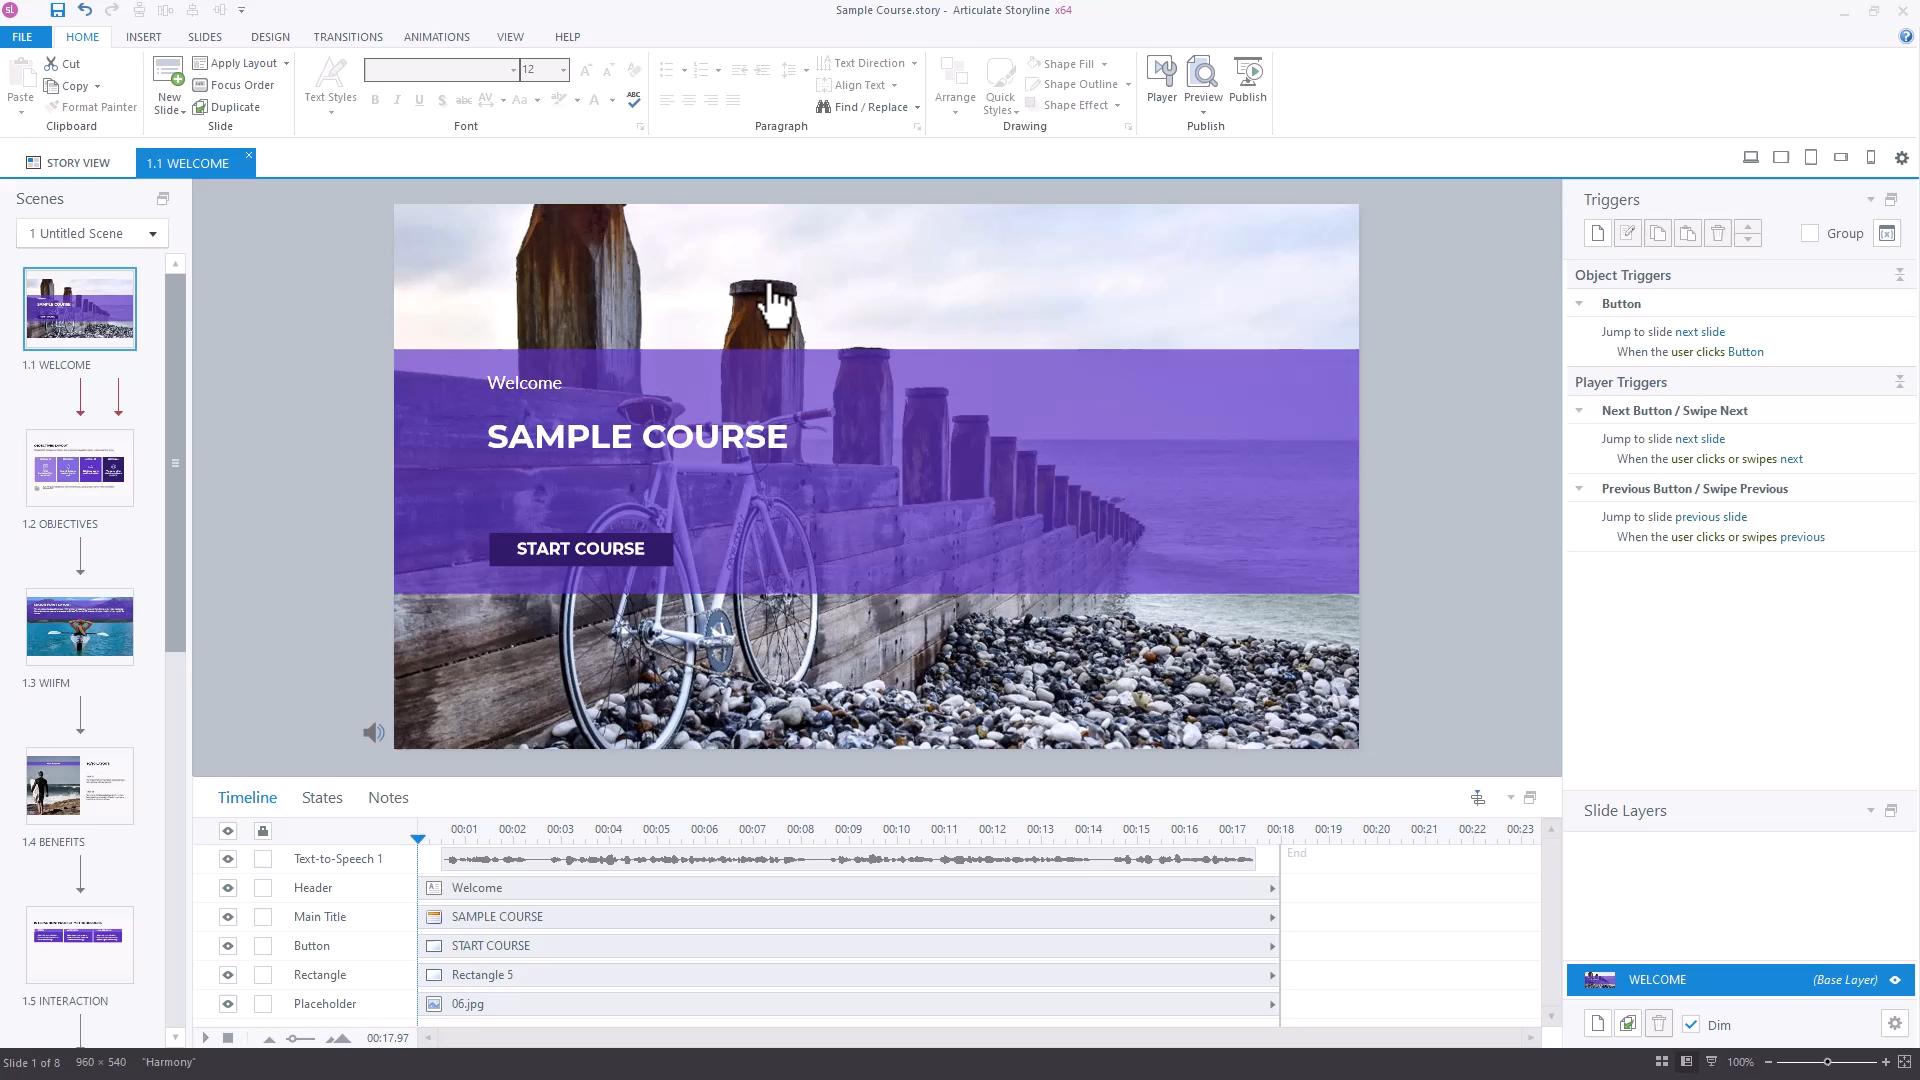 sl
Sample Course.story - Articulate Storyline x64
FILE HOME INSERT SLIDES DESIGN TRANSITIONS ANIMATIONS VIEW HELP
Paste
Cut
Copy
Format Painter
Clipboard
New Slide
Apply Layout
Focus Order
Duplicate
Slide
Text Styles
12
B I U S abc AV Aa A
ABC
Font
Text Direction
Align Text
Find / Replace
Paragraph
Arrange
Quick Styles
Shape Fill
Shape Outline
Shape Effect
Drawing
Player Preview Publish
Publish
STORY VIEW
1.1 WELCOME
Scenes
1 Untitled Scene
1.1 WELCOME
1.2 OBJECTIVES
1.3 WIIFM
1.4 BENEFITS
1.5 INTERACTION
Welcome
SAMPLE COURSE
START COURSE
Triggers
Group
Object Triggers
Button
Jump to slide next slide
When the user clicks Button
Player Triggers
Next Button / Swipe Next
Jump to slide next slide
When the user clicks or swipes next
Previous Button / Swipe Previous
Jump to slide previous slide
When the user clicks or swipes previous
Timeline States Notes
00:01 00:02 00:03 00:04 00:05 00:06 00:07 00:08 00:09 00:10 00:11 00:12 00:13 00:14 00:15 00:16 00:17 00:18 00:19 00:20 00:21 00:22 00:23
Text-to-Speech 1
End
Header Welcome
Main Title SAMPLE COURSE
Button START COURSE
Rectangle Rectangle 5
Placeholder 06.jpg
00:17.97
Slide Layers
WELCOME (Base Layer)
Dim
Slide 1 of 8 960 × 540 "Harmony"
100%